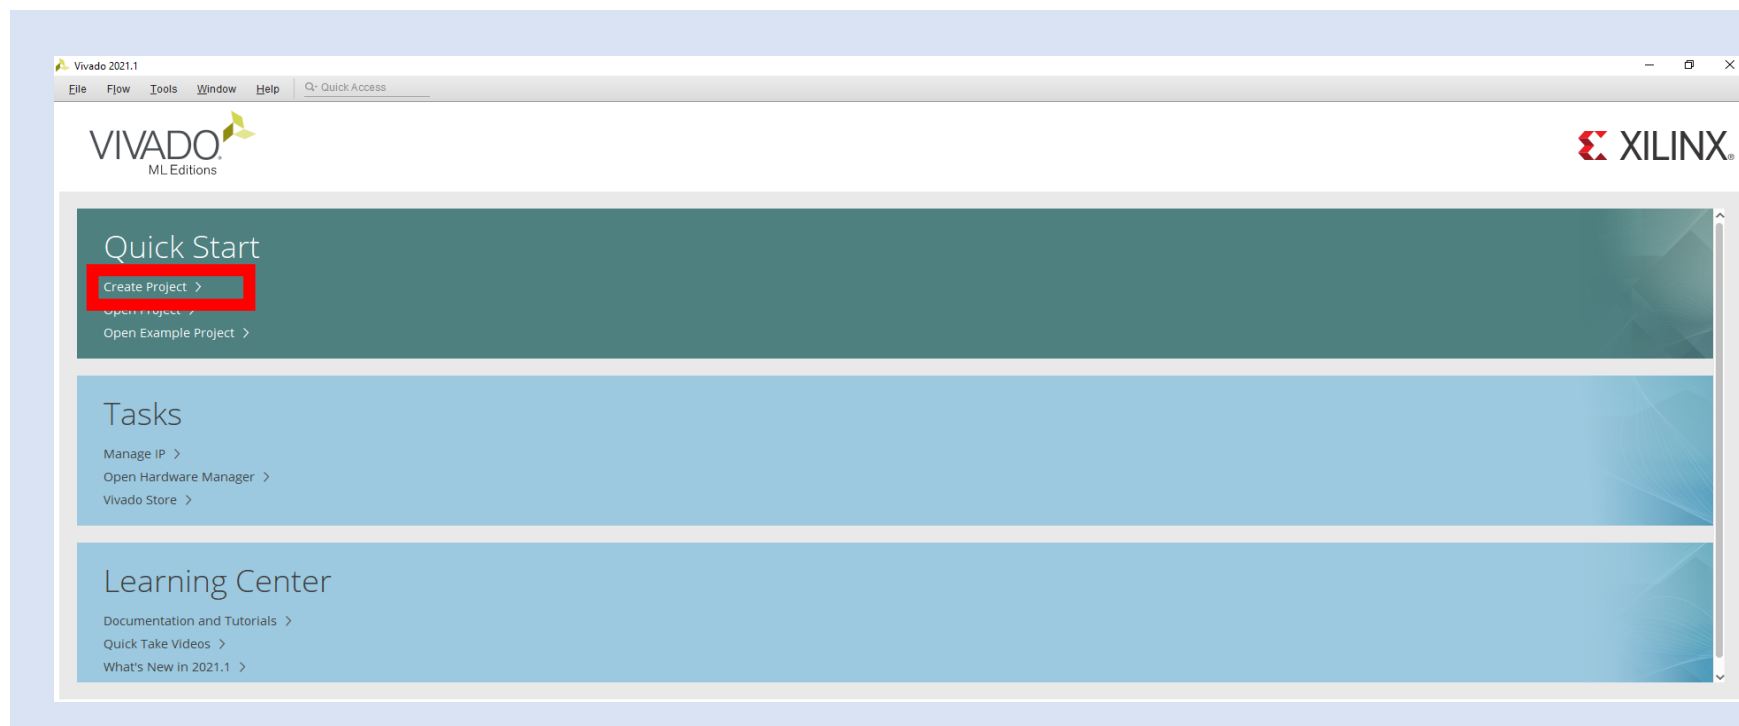 Vivado 2021.1
File Flow Tools Window Help Quick Access
VIVADO.
ML Editions
XILINX®
Quick Start
Create Project >
Open Project >
Open Example Project >
Tasks
Manage IP >
Open Hardware Manager >
Vivado Store >
Learning Center
Documentation and Tutorials >
Quick Take Videos >
What's New in 2021.1 >